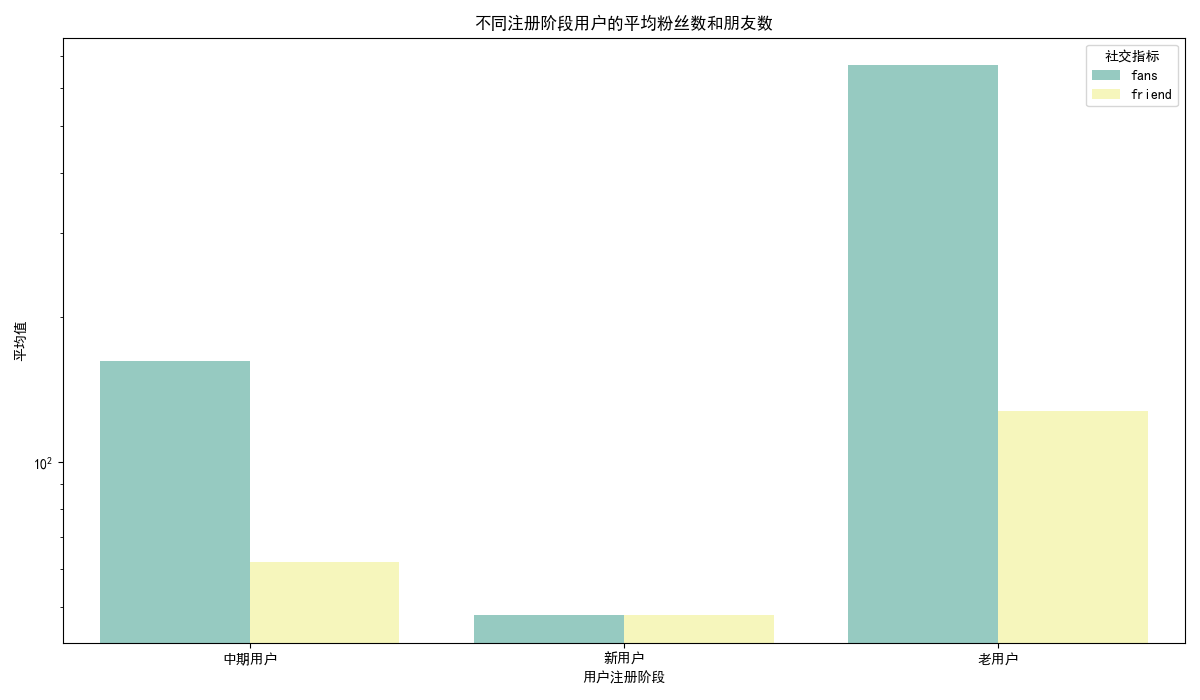 不同注册阶段用户的平均粉丝数和朋友数
社交指标
fans
friend
平均值
10²
中期用户
新用户
老用户
用户注册阶段